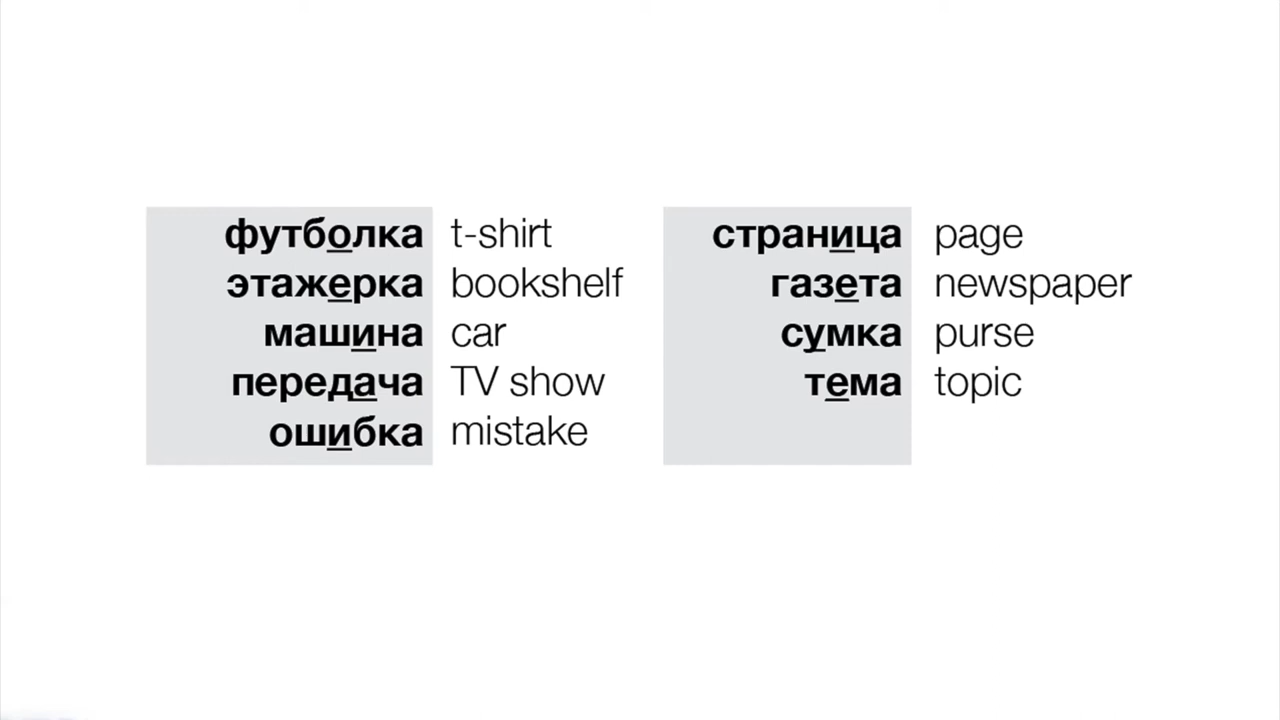 футболка t-shirt
этажерка bookshelf
машина car
передача TV show
ошибка mistake
страница page
газета newspaper
сумка purse
тема topic